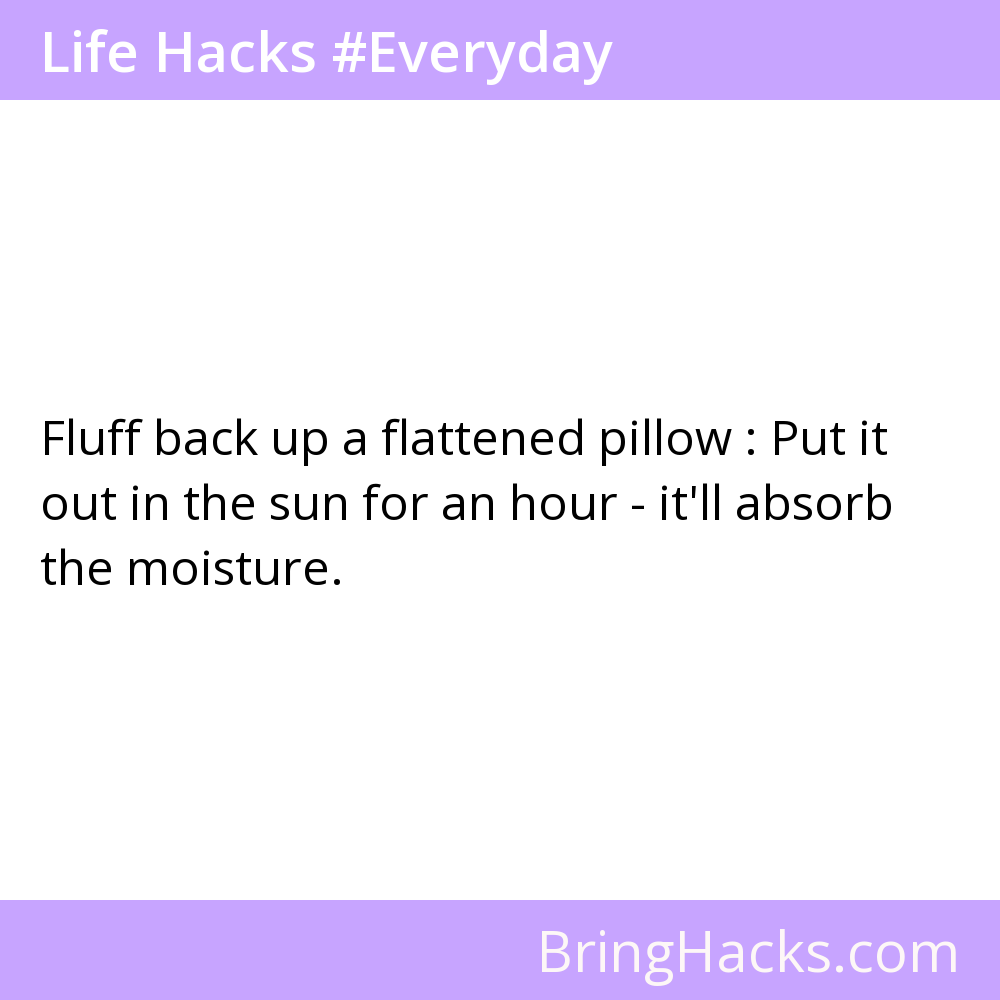 Life Hacks #Everyday
Fluff back up a flattened pillow : Put it
out in the sun for an hour - it'll absorb
the moisture.
BringHacks.com